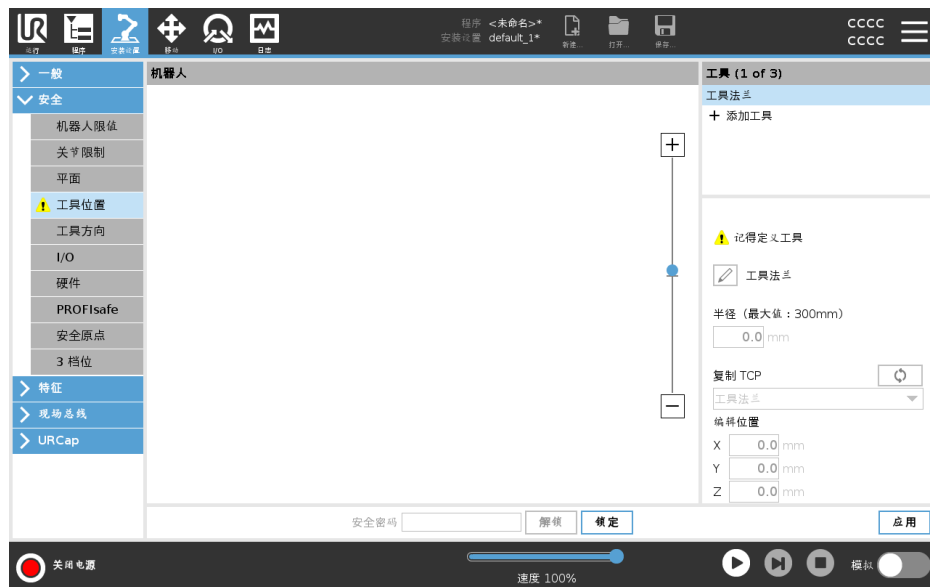 UR
运行 程序 安装设置 移动 I/O 日志
程序 <未命名>*
安装设置 default_1*
新建... 打开... 保存...
cccc
cccc
一般
安全
机器人限值
关节限制
平面
工具位置
工具方向
I/O
硬件
PROFIsafe
安全原点
3 档位
特征
现场总线
URCap
机器人
工具 (1 of 3)
工具法兰
添加工具
记得定义工具
工具法兰
半径（最大值：300mm）
0.0 mm
复制 TCP
工具法兰
编辑位置
X 0.0 mm
Y 0.0 mm
Z 0.0 mm
安全密码 解锁 锁定 应用
关闭电源
速度 100%
模拟